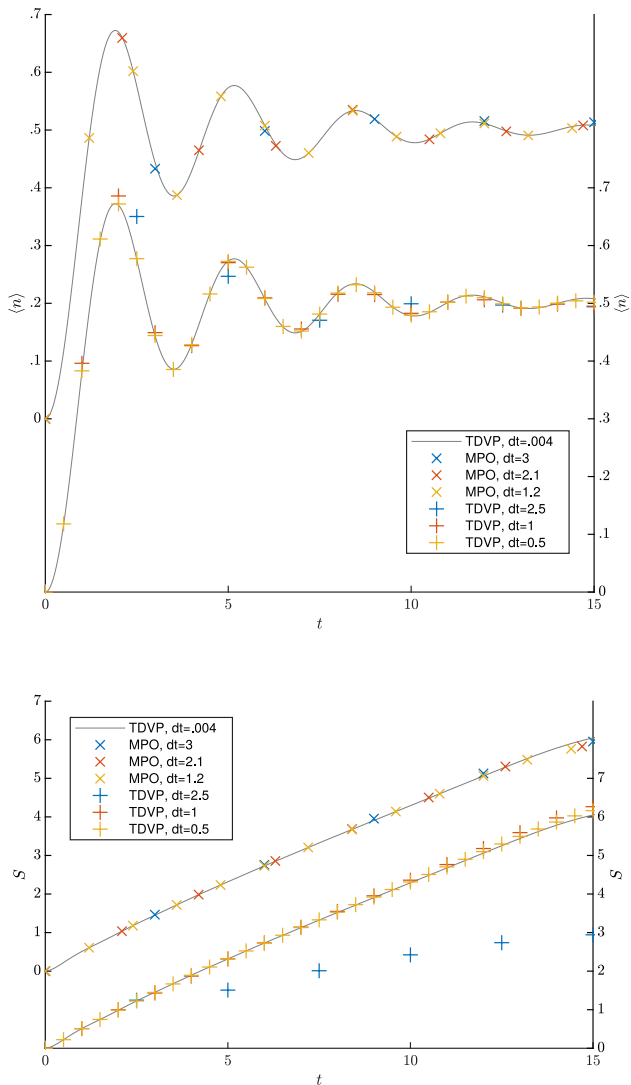 .7
.6
.5
.4
.3
.2
.1
0
⟨n⟩
.7
.6
.5
.4
.3
.2
.1
0
⟨n⟩
TDVP, dt=.004
MPO, dt=3
MPO, dt=2.1
MPO, dt=1.2
TDVP, dt=2.5
TDVP, dt=1
TDVP, dt=0.5
0 5 10 15
t
7
6
5
4
3
2
1
0
S
TDVP, dt=.004
MPO, dt=3
MPO, dt=2.1
MPO, dt=1.2
TDVP, dt=2.5
TDVP, dt=1
TDVP, dt=0.5
7
6
5
4
3
2
1
0
S
0 5 10 15
t